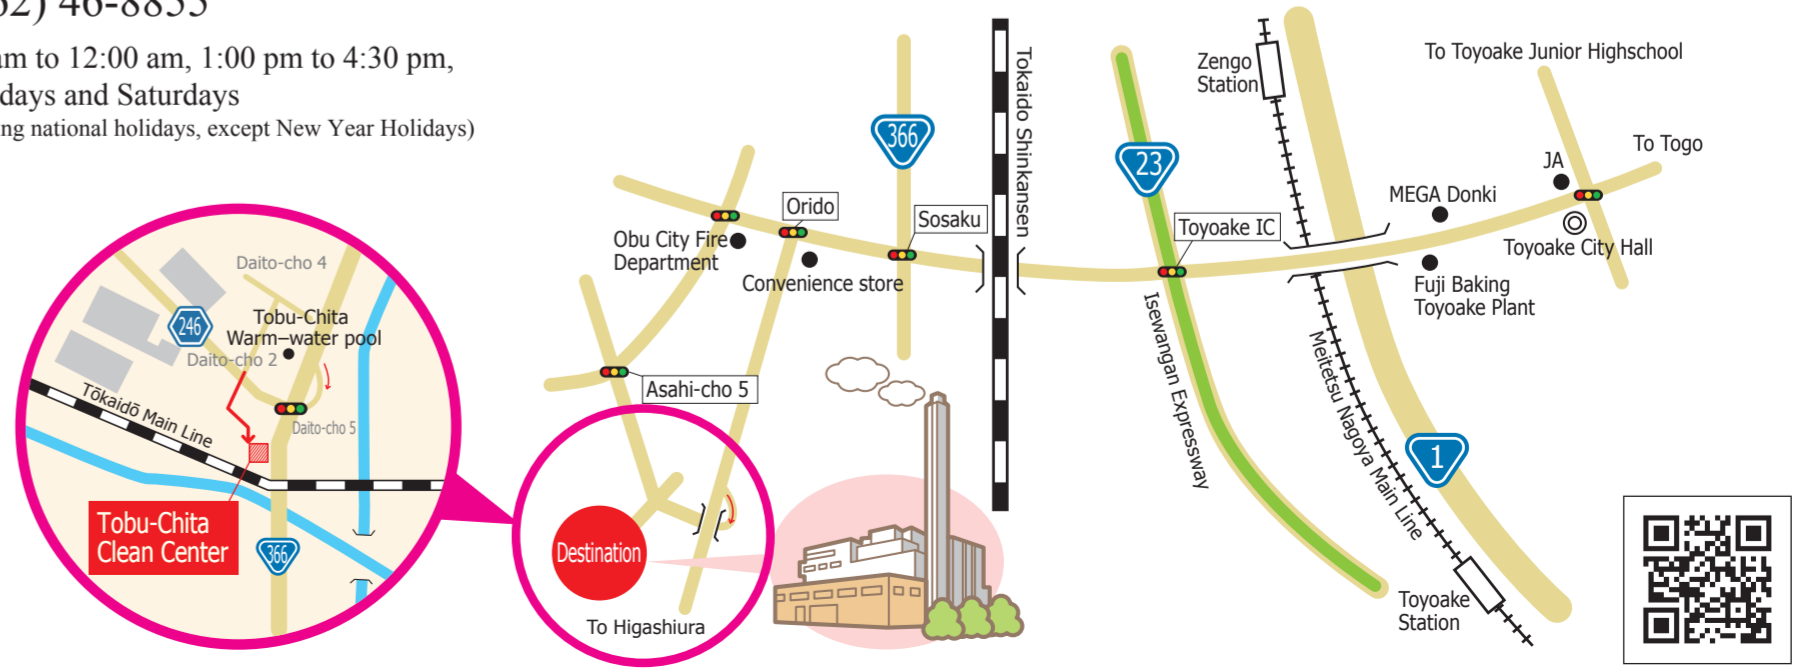 62) 46-8855
am to 12:00 am, 1:00 pm to 4:30 pm,
days and Saturdays
ng national holidays, except New Year Holidays)
Daito-cho 4
246
Tobu-Chita
Warm–water pool
Daito-cho 2
Tōkaidō Main Line
Daito-cho 5
Tobu-Chita
Clean Center
366
366
Tokaido Shinkansen
Orido
Sosaku
Obu City Fire
Department
Convenience store
Asahi-cho 5
Destination
To Higashiura
23
Toyoake IC
Isewangan Expressway
Zengo
Station
Meitetsu Nagoya Main Line
1
Toyoake
Station
To Toyoake Junior Highschool
To Togo
JA
MEGA Donki
Toyoake City Hall
Fuji Baking
Toyoake Plant